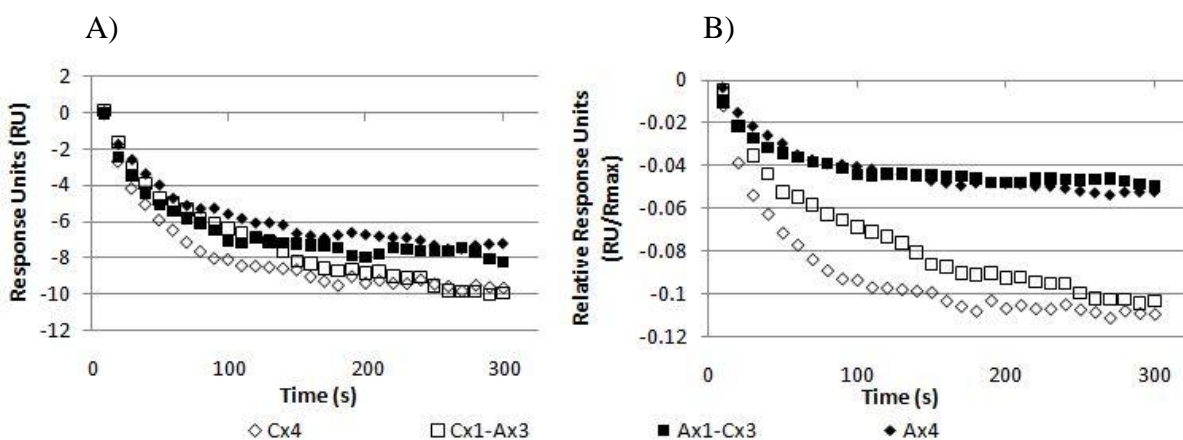 A)
B)
2
0
-2
-4
-6
-8
-10
-12
Response Units (RU)
0
100
200
300
Time (s)
0
-0.02
-0.04
-0.06
-0.08
-0.1
-0.12
Relative Response Units
(RU/Rmax)
0
100
200
300
Time (s)
Cx4
Cx1-Ax3
Ax1-Cx3
Ax4